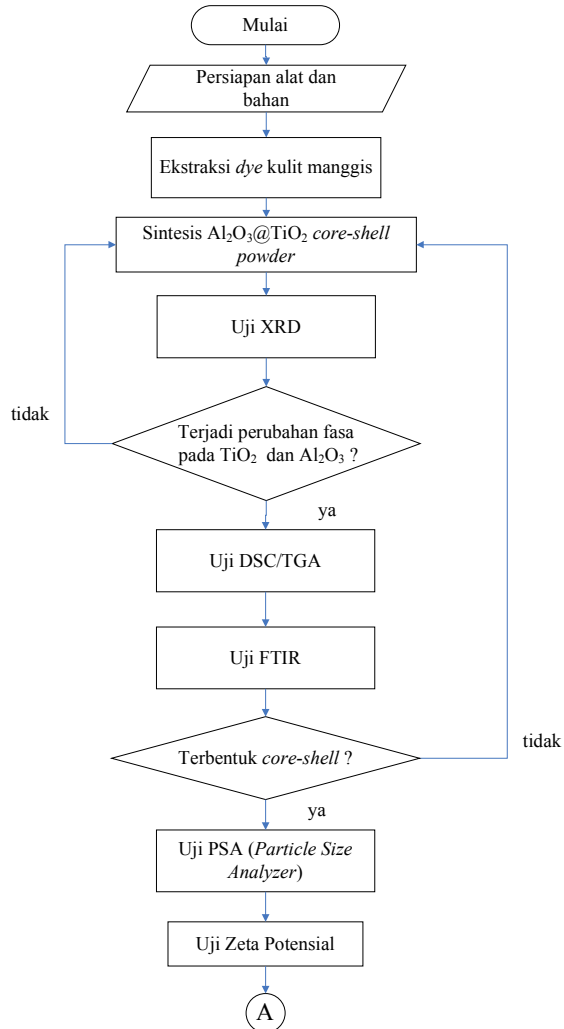 Mulai
Persiapan alat dan
bahan
Ekstraksi dye kulit manggis
Sintesis Al₂O₃@TiO₂ core-shell
powder
Uji XRD
tidak
Terjadi perubahan fasa
pada TiO₂ dan Al₂O₃ ?
ya
Uji DSC/TGA
Uji FTIR
Terbentuk core-shell ?
tidak
ya
Uji PSA (Particle Size
Analyzer)
Uji Zeta Potensial
A